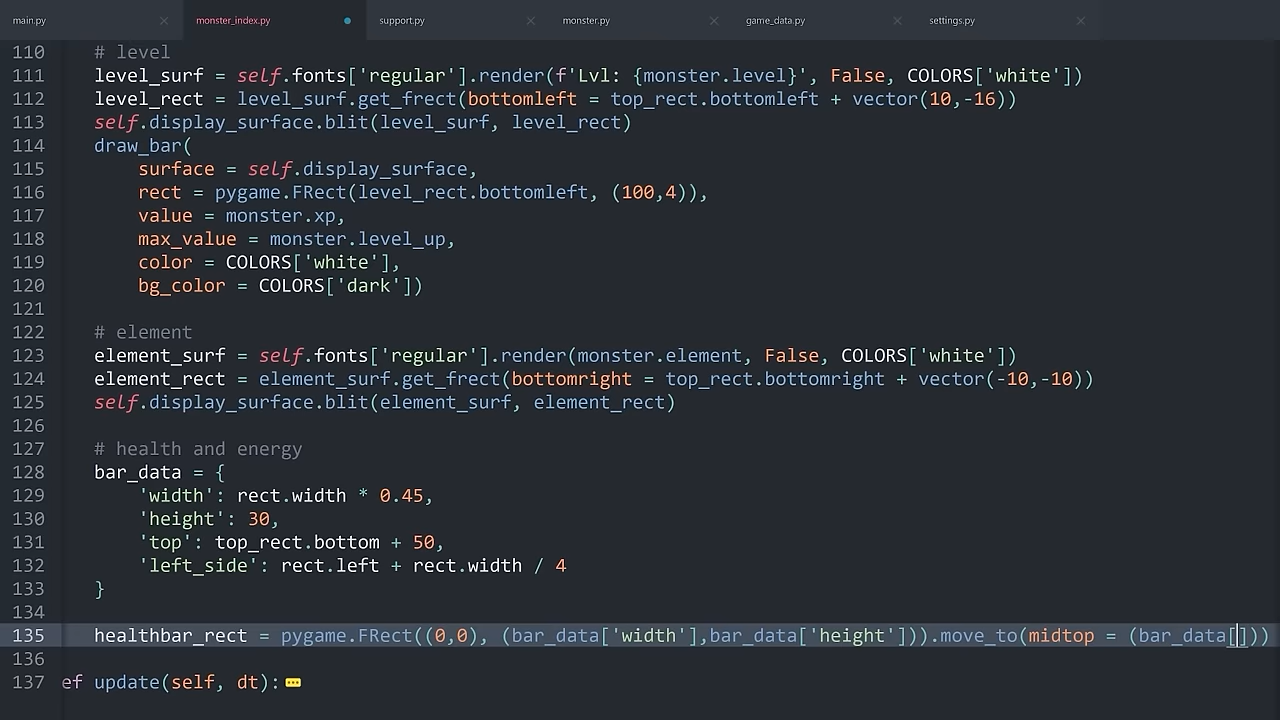 main.py monster_index.py support.py monster.py game_data.py settings.py
110 # level
111 level_surf = self.fonts['regular'].render(f'Lvl: {monster.level}', False, COLORS['white'])
112 level_rect = level_surf.get_frect(bottomleft = top_rect.bottomleft + vector(10,-16))
113 self.display_surface.blit(level_surf, level_rect)
114 draw_bar(
115 surface = self.display_surface,
116 rect = pygame.FRect(level_rect.bottomleft, (100,4)),
117 value = monster.xp,
118 max_value = monster.level_up,
119 color = COLORS['white'],
120 bg_color = COLORS['dark'])
121
122 # element
123 element_surf = self.fonts['regular'].render(monster.element, False, COLORS['white'])
124 element_rect = element_surf.get_frect(bottomright = top_rect.bottomright + vector(-10,-10))
125 self.display_surface.blit(element_surf, element_rect)
126
127 # health and energy
128 bar_data = {
129 'width': rect.width * 0.45,
130 'height': 30,
131 'top': top_rect.bottom + 50,
132 'left_side': rect.left + rect.width / 4
133 }
134
135 healthbar_rect = pygame.FRect((0,0), (bar_data['width'],bar_data['height'])).move_to(midtop = (bar_data[]))
136
137 ef update(self, dt):